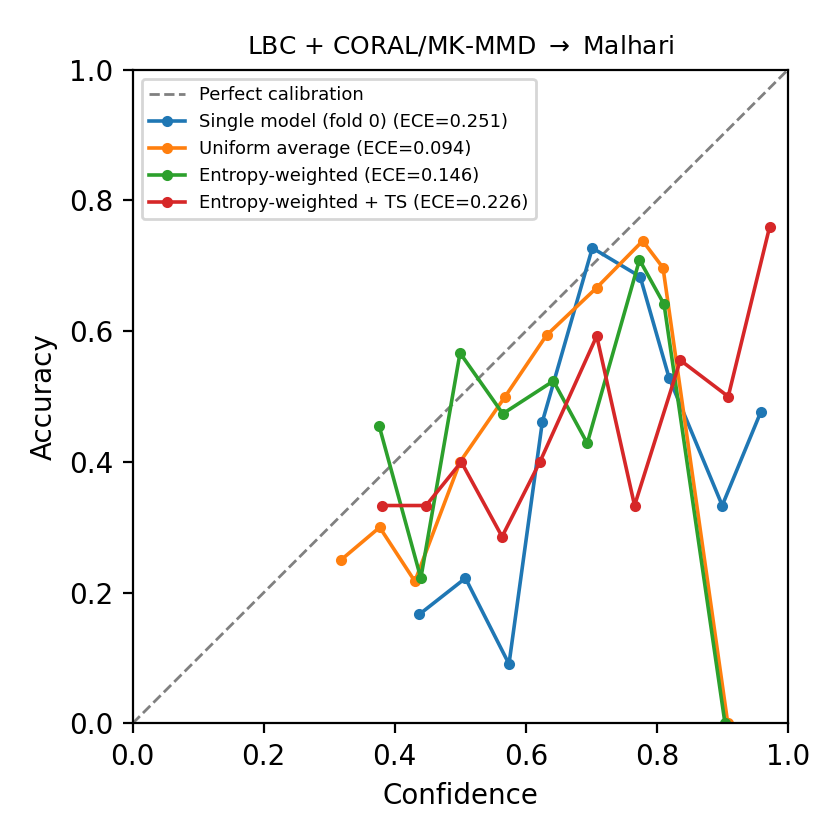 LBC + CORAL/MK-MMD → Malhari
1.0
0.8
0.6
0.4
0.2
0.0
Accuracy
Perfect calibration
Single model (fold 0) (ECE=0.251)
Uniform average (ECE=0.094)
Entropy-weighted (ECE=0.146)
Entropy-weighted + TS (ECE=0.226)
0.0 0.2 0.4 0.6 0.8 1.0
Confidence